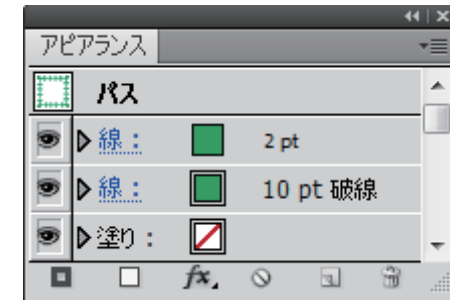 アピアランス
パス
線： 2 pt
線： 10 pt 破線
塗り：
fx